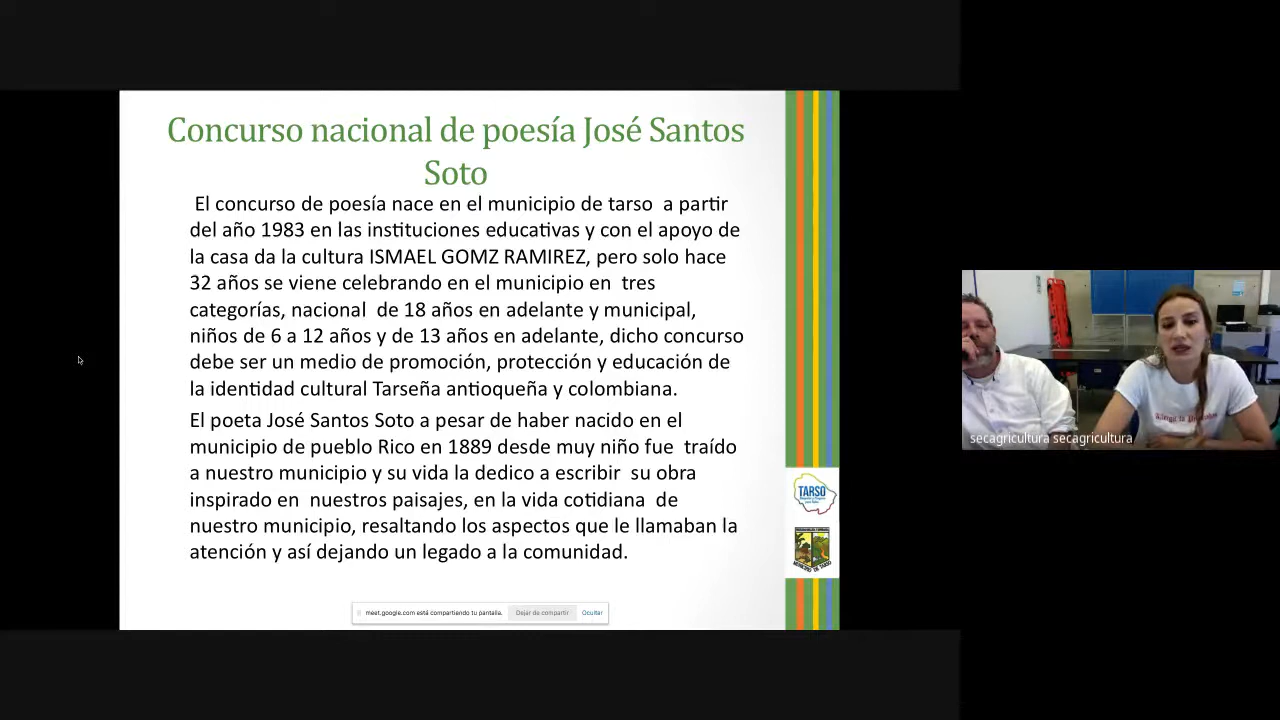 Concurso nacional de poesía José Santos
Soto
El concurso de poesía nace en el municipio de tarso a partir
del año 1983 en las instituciones educativas y con el apoyo de
la casa da la cultura ISMAEL GOMZ RAMIREZ, pero solo hace
32 años se viene celebrando en el municipio en tres
categorías, nacional de 18 años en adelante y municipal,
niños de 6 a 12 años y de 13 años en adelante, dicho concurso
debe ser un medio de promoción, protección y educación de
la identidad cultural Tarseña antioqueña y colombiana.
El poeta José Santos Soto a pesar de haber nacido en el
municipio de pueblo Rico en 1889 desde muy niño fue traído
a nuestro municipio y su vida la dedico a escribir su obra
inspirado en nuestros paisajes, en la vida cotidiana de
nuestro municipio, resaltando los aspectos que le llamaban la
atención y así dejando un legado a la comunidad.
TARSO
MUNICIPIO DE TARSO
meet.google.com está compartiendo tu pantalla.
Dejar de compartir
Ocultar
secagricultura secagricultura